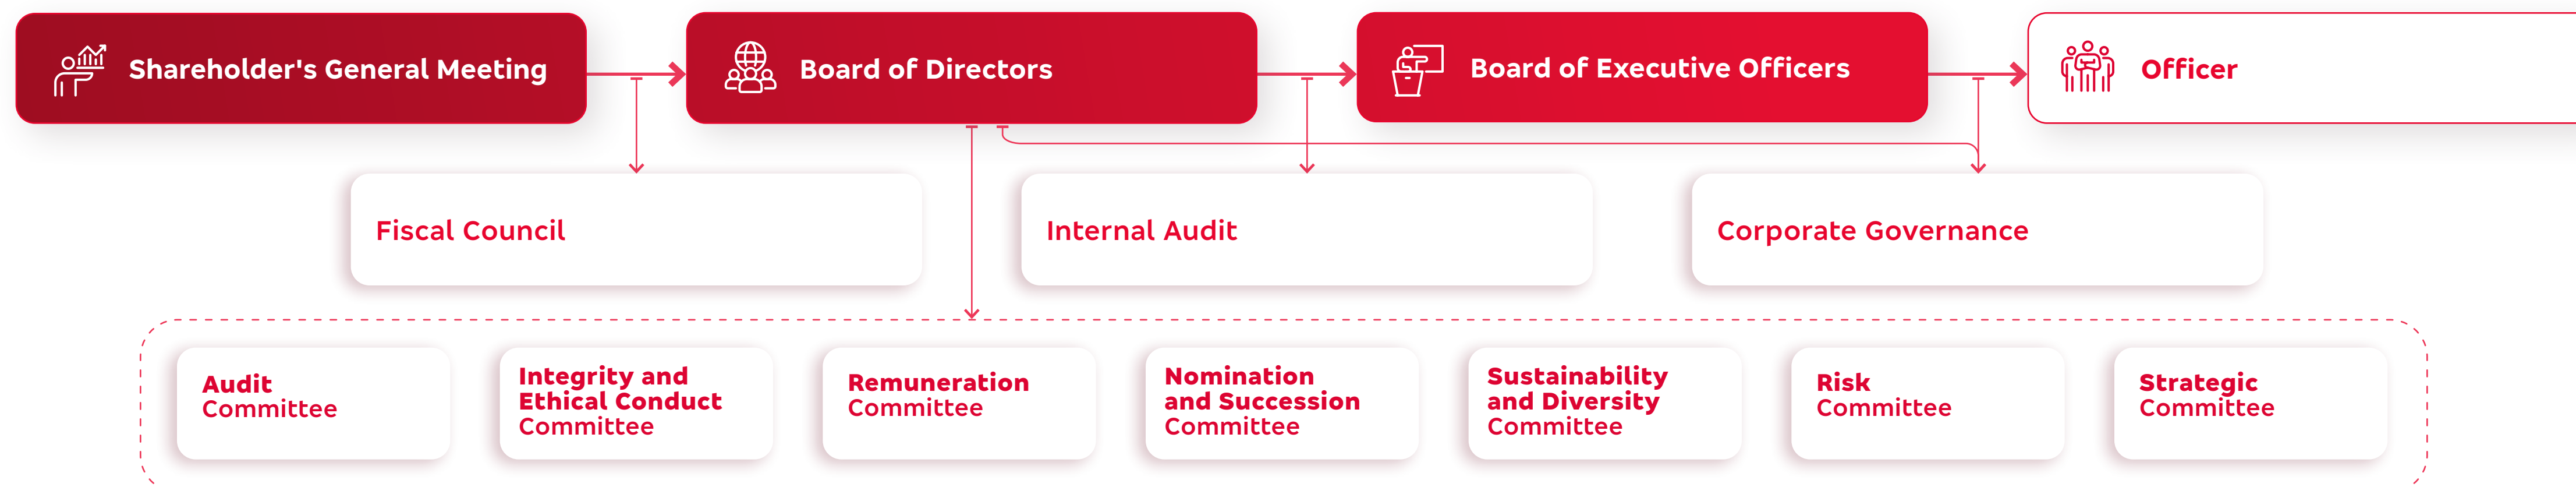 Shareholder's General Meeting
Board of Directors
Board of Executive Officers
Officer
Fiscal Council
Internal Audit
Corporate Governance
Audit
Committee
Integrity and
Ethical Conduct
Committee
Remuneration
Committee
Nomination
and Succession
Committee
Sustainability
and Diversity
Committee
Risk
Committee
Strategic
Committee